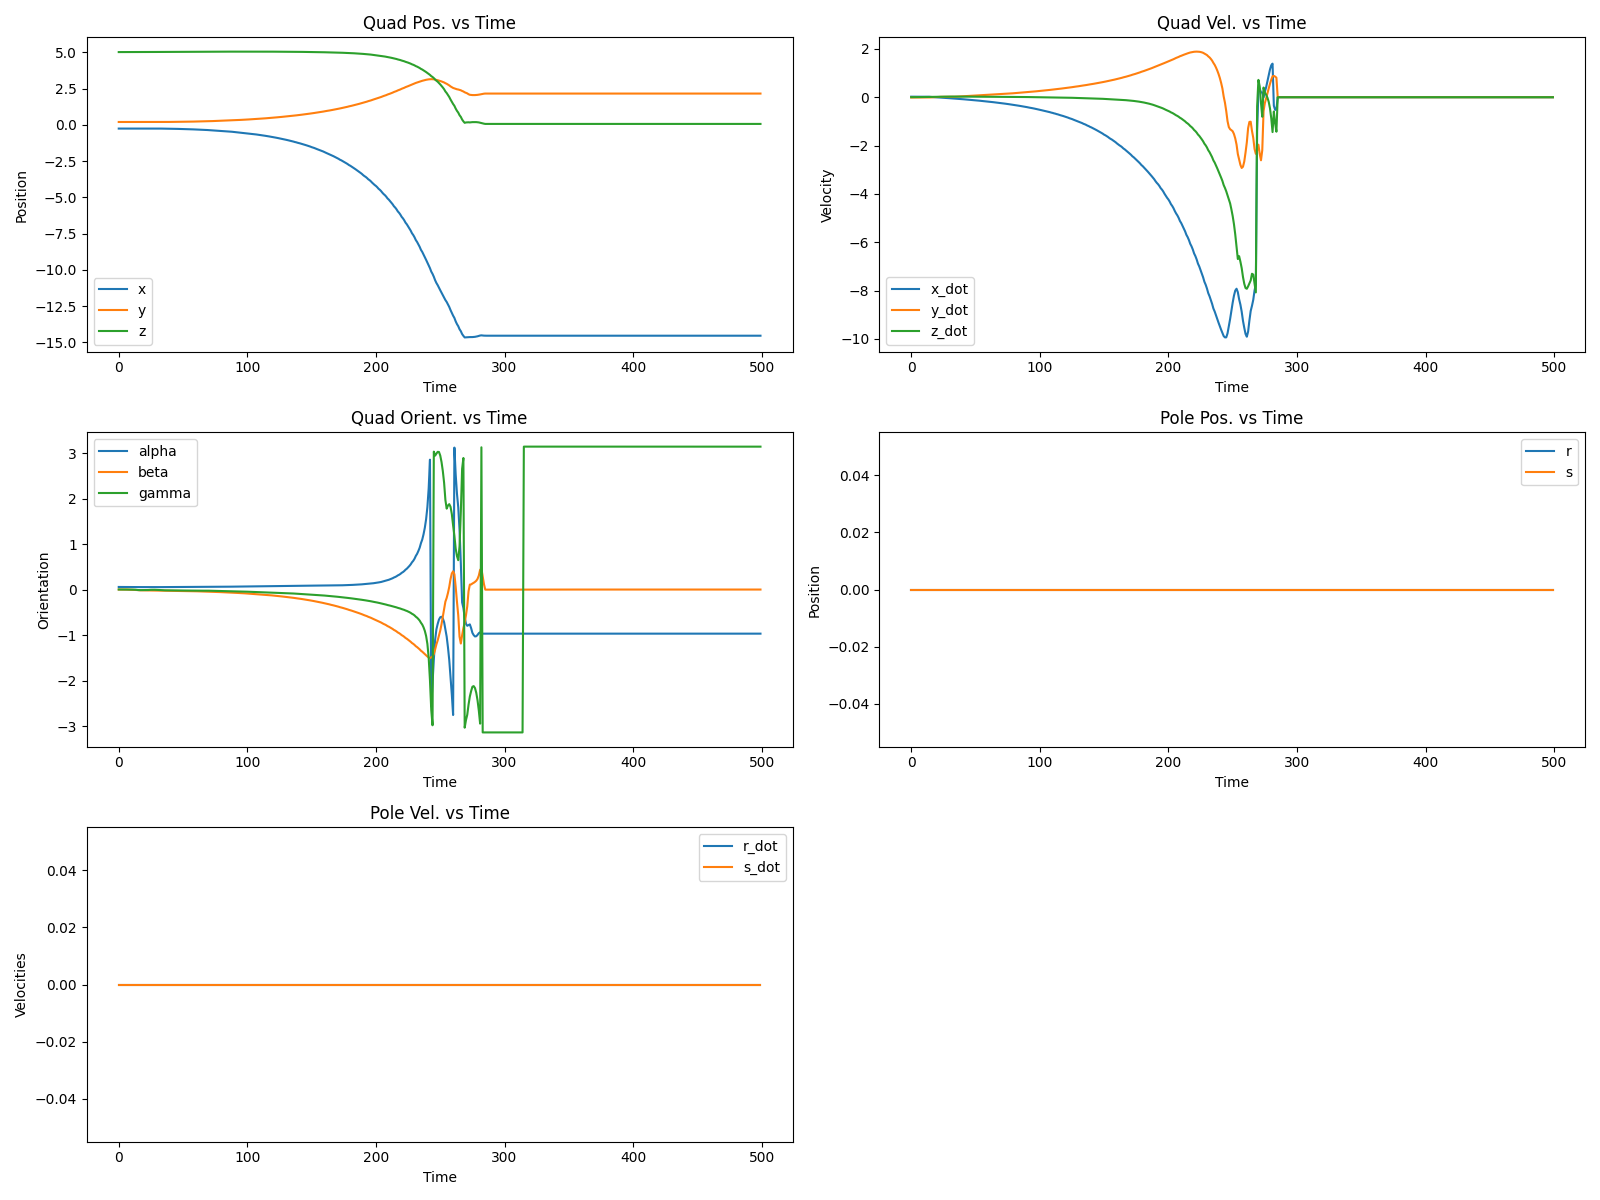 Quad Pos. vs Time
5.0
2.5
0.0
−2.5
−5.0
−7.5
−10.0
−12.5
−15.0
Position
x
y
z
0 100 200 300 400 500
Time
Quad Vel. vs Time
2
0
−2
−4
−6
−8
−10
Velocity
x_dot
y_dot
z_dot
0 100 200 300 400 500
Time
Quad Orient. vs Time
3
2
1
0
−1
−2
−3
Orientation
alpha
beta
gamma
0 100 200 300 400 500
Time
Pole Pos. vs Time
0.04
0.02
0.00
−0.02
−0.04
Position
r
s
0 100 200 300 400 500
Time
Pole Vel. vs Time
0.04
0.02
0.00
−0.02
−0.04
Velocities
r_dot
s_dot
0 100 200 300 400 500
Time